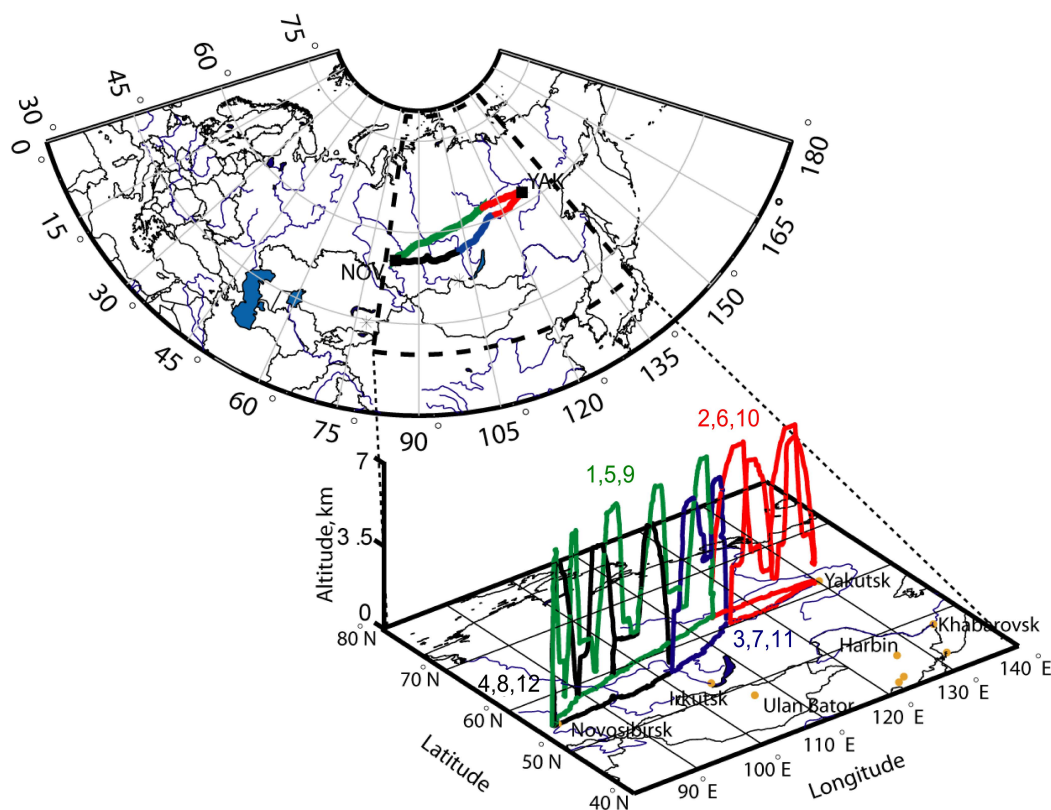 75°
60°
45°
30°
0°
15°
30°
45°
60°
75°
90°
105°
120°
135°
150°
165°
180°
YAK
NOV
Altitude, km
7
3.5
0
80° N
70° N
60° N
50° N
40° N
Latitude
90° E
100° E
110° E
120° E
130° E
140° E
Longitude
1,5,9
2,6,10
3,7,11
4,8,12
Yakutsk
Khabarovsk
Harbin
Irkutsk
Ulan Bator
Novosibirsk